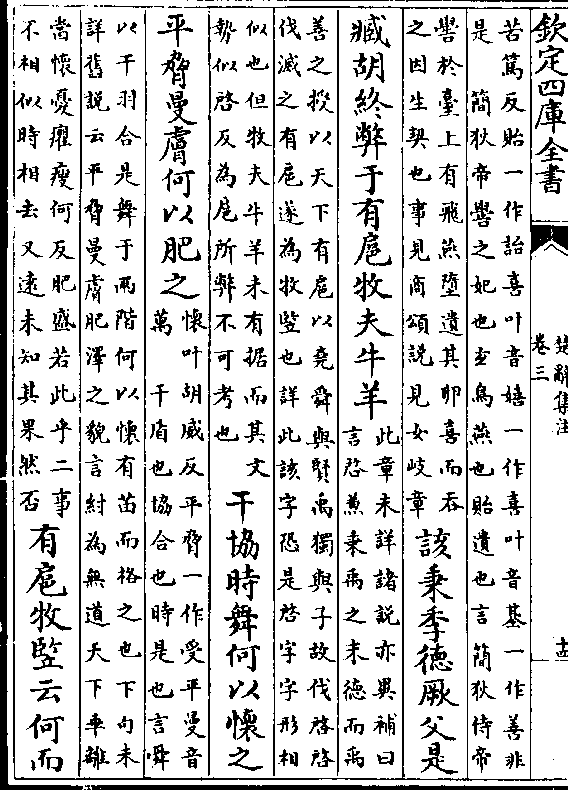 欽定四庫全書
楚辭集注
卷三
苦篤反貽一作詒喜叶音嬉一作喜叶音基一作善非
是 簡狄帝嚳之妃也玄鳥燕也貽遺也言簡狄侍帝
嚳於臺上有飛燕墮遺其卵喜而吞
之因生契也事見商頌說見女岐章
該秉季德厥父是
臧胡終弊于有扈牧夫牛羊
此章未詳諸說亦異補曰
言啓兼秉禹之末德而禹
善之授以天下有扈以堯舜與賢禹獨與子故伐啓啓
伐滅之有扈遂為牧豎也詳此該字恐是啓字字形相
似也但牧夫牛羊未有据而其文
勢似啓反為扈所弊不可考也
干協時舞何以懷之
平脅曼膚何以肥之
懷叶胡威反平脅一作受平曼音
萬 干盾也協合也時是也言舜
以干羽合是舞于兩階何以懷有苗而格之也下句未
詳舊說云平脅曼膚肥澤之貌言紂為無道天下乖離
當懷憂癯瘦何反肥盛若此乎二事
不相似時相去又遠未知其果然否
有扈牧豎云何而